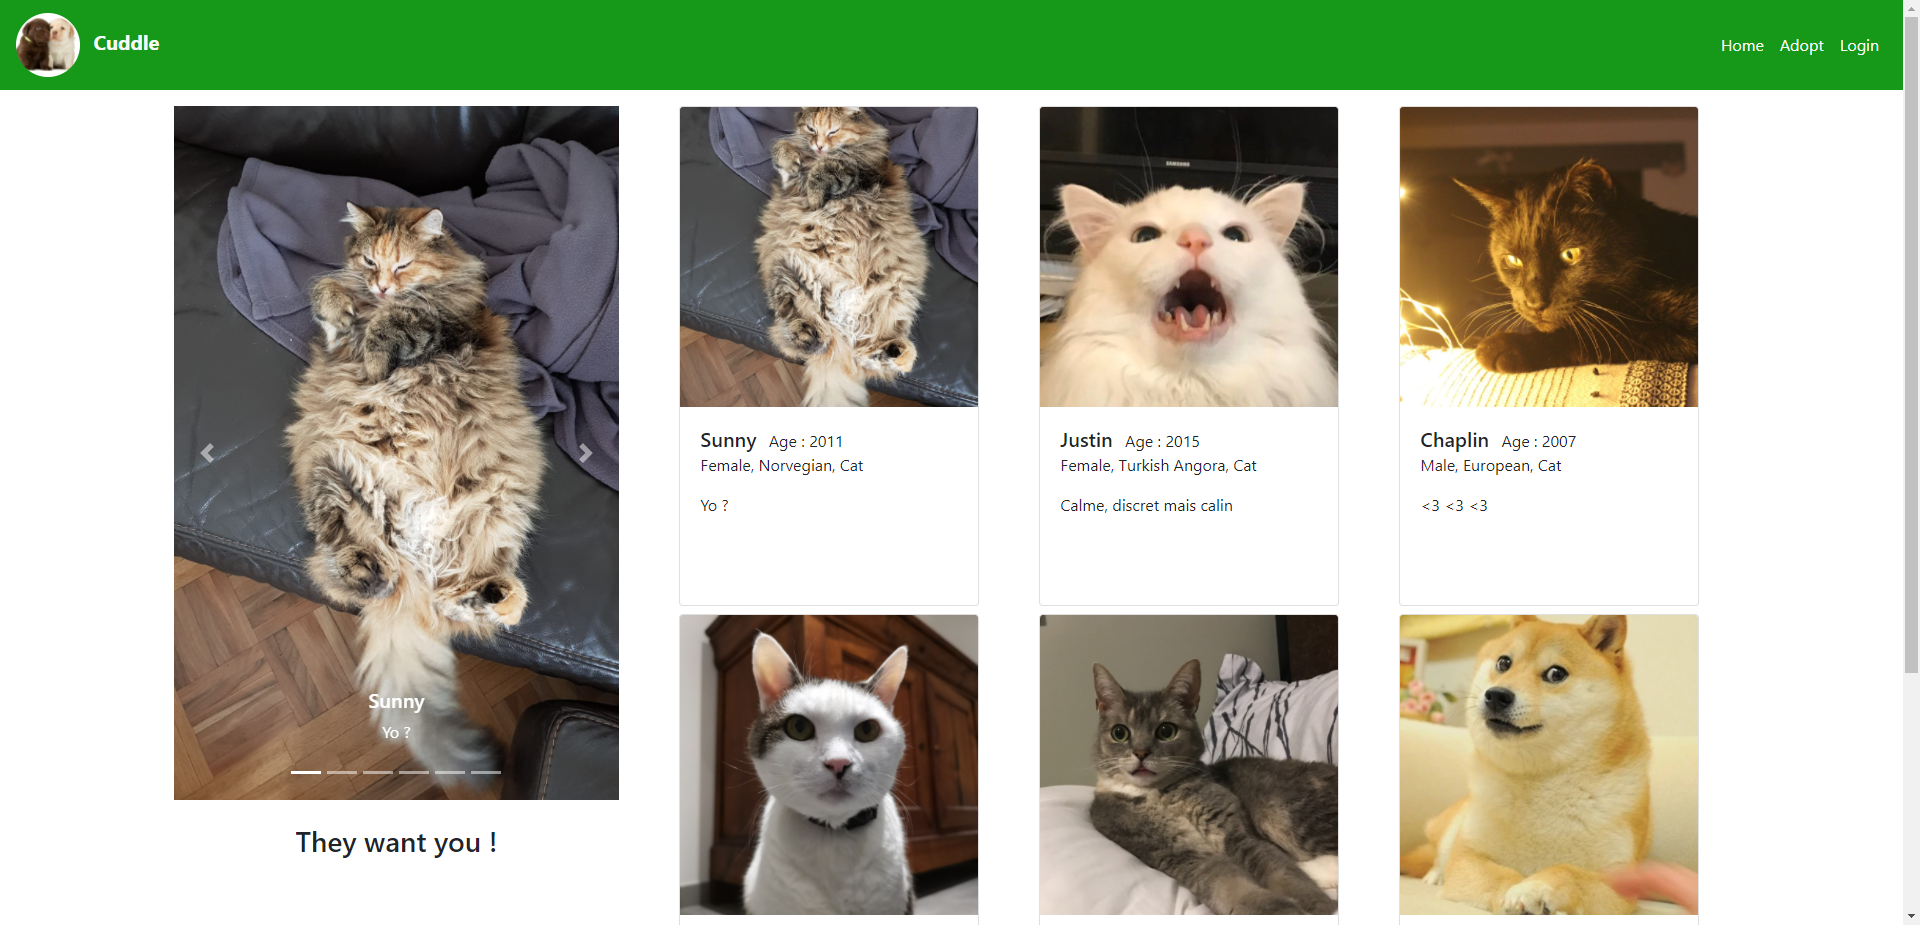 Cuddle
Home
Adopt
Login
Sunny
Yo ?
They want you !
SAMSUNG
Sunny Age : 2011
Female, Norvegian, Cat
Yo ?
Justin Age : 2015
Female, Turkish Angora, Cat
Calme, discret mais calin
Chaplin Age : 2007
Male, European, Cat
<3 <3 <3